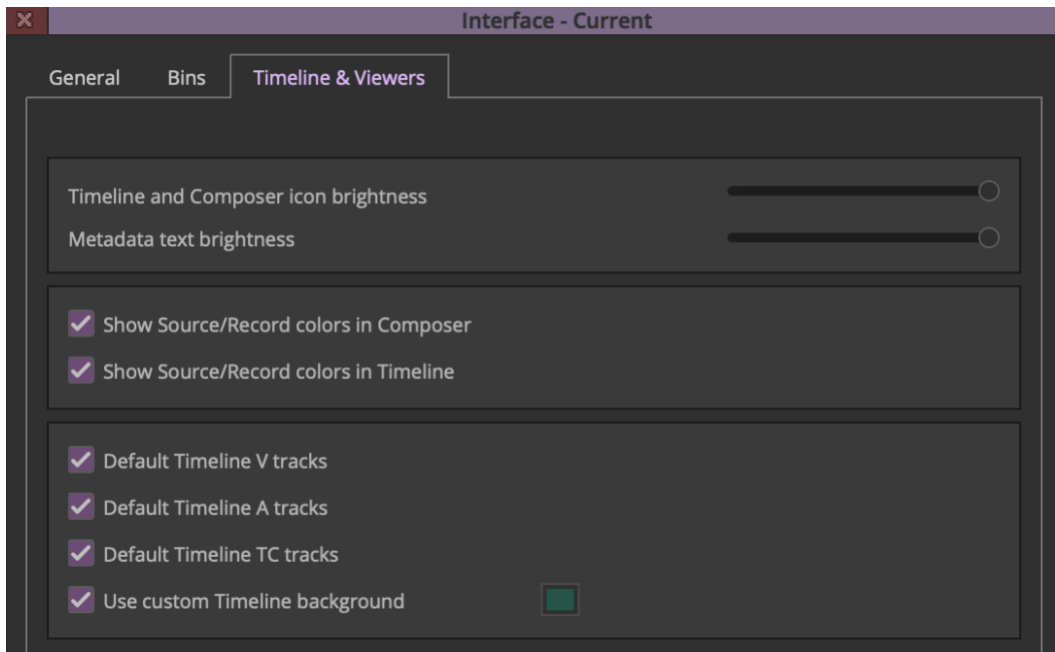 Interface - Current
General Bins Timeline & Viewers
Timeline and Composer icon brightness
Metadata text brightness
Show Source/Record colors in Composer
Show Source/Record colors in Timeline
Default Timeline V tracks
Default Timeline A tracks
Default Timeline TC tracks
Use custom Timeline background